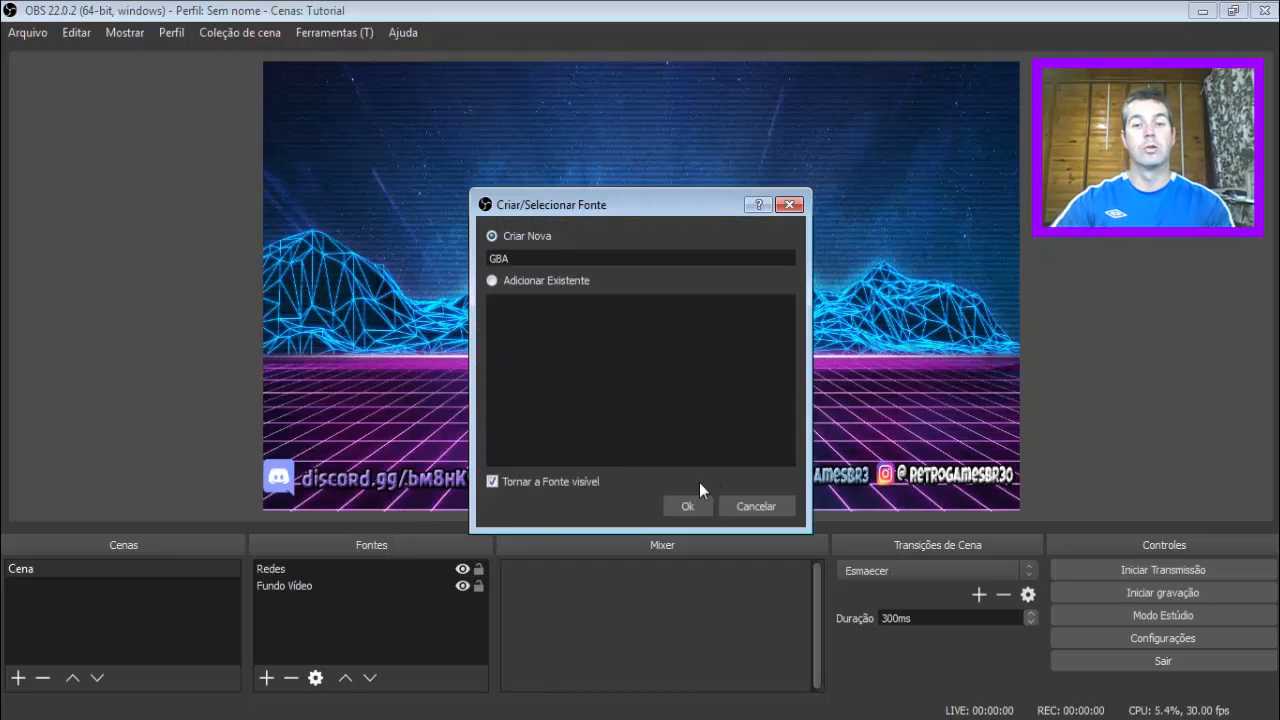 OBS 22.0.2 (64-bit, windows) - Perfil: Sem nome - Cenas: Tutorial
Arquivo Editar Mostrar Perfil Coleção de cena Ferramentas (T) Ajuda
Criar/Selecionar Fonte
Criar Nova
GBA
Adicionar Existente
Tornar a Fonte visível
Ok Cancelar
discord.gg/bm8hk
amesbr3 @retrogamesbr30
Cenas Fontes Mixer Transições de Cena Controles
Cena
Redes
Fundo Vídeo
Esmaecer
Duração 300ms
Iniciar Transmissão
Iniciar gravação
Modo Estúdio
Configurações
Sair
LIVE: 00:00:00 REC: 00:00:00 CPU: 5.4%, 30.00 fps